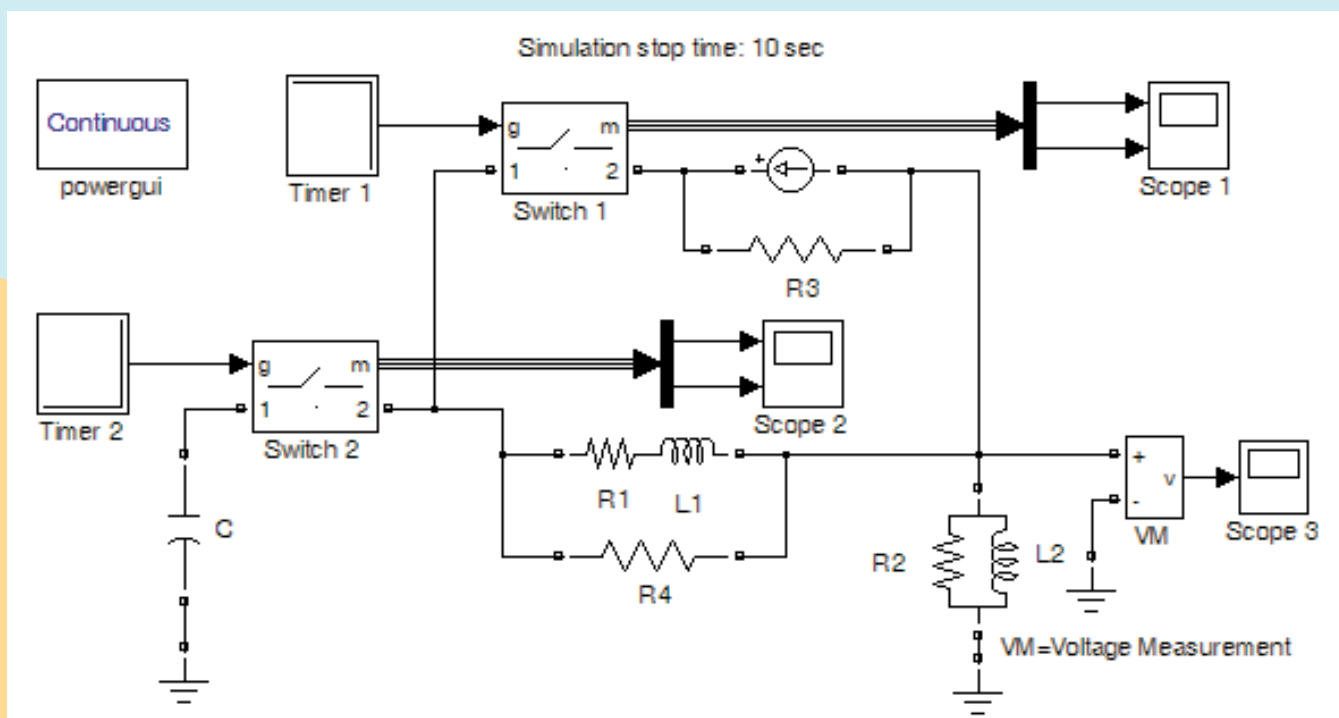 Simulation stop time: 10 sec
Continuous
powergui
Timer 1
g
m
1
2
Switch 1
+
Scope 1
R3
Timer 2
g
m
1
2
Switch 2
Scope 2
R1
L1
R4
C
R2
L2
+
-
v
VM
Scope 3
VM=Voltage Measurement